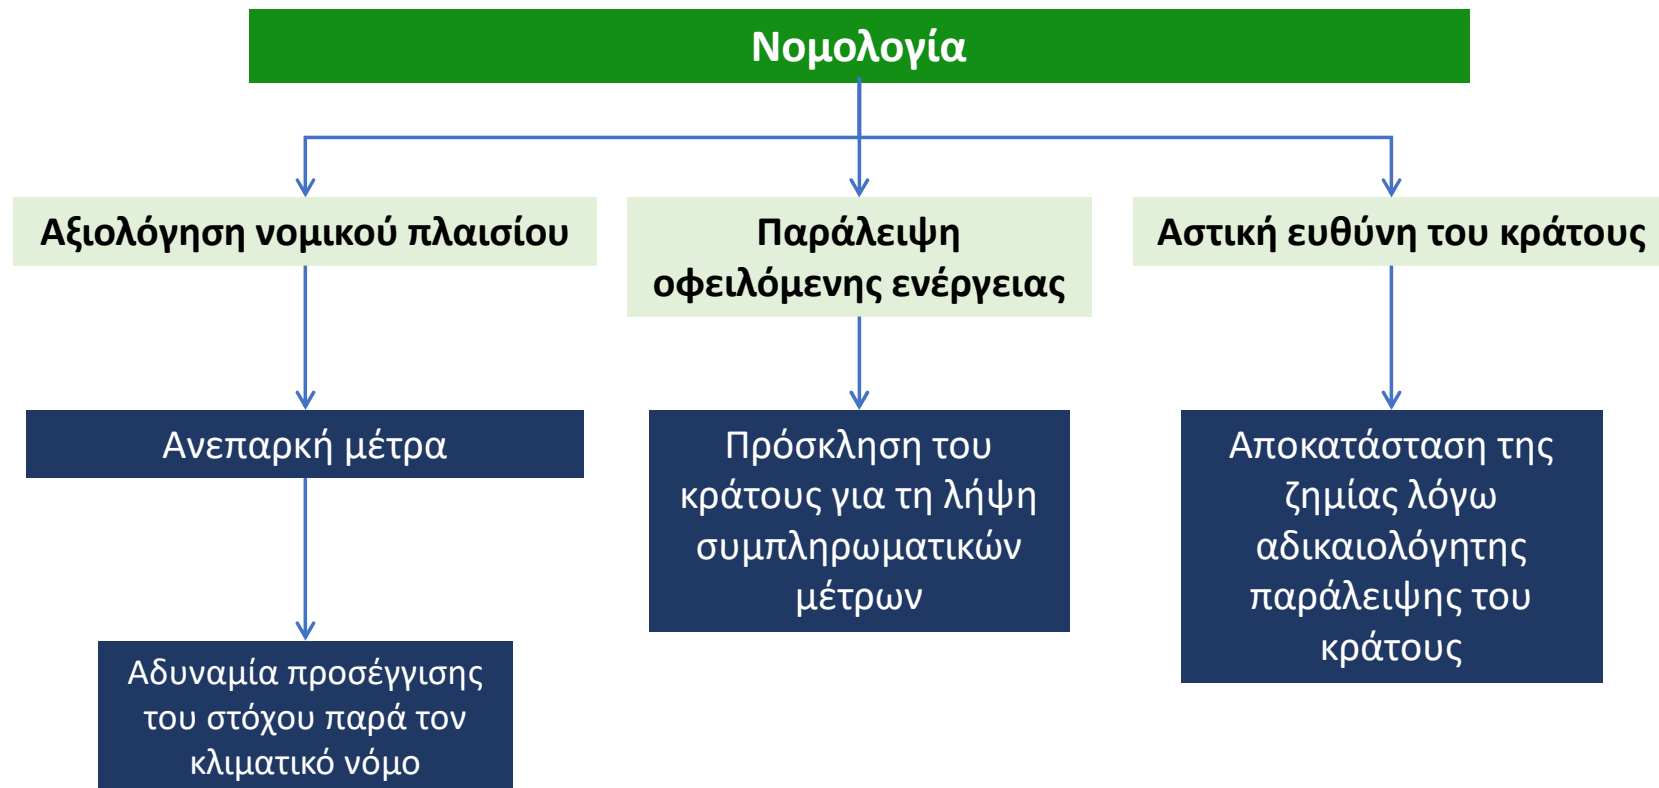 Νομολογία
Αξιολόγηση νομικού πλαισίου
Παράλειψη
οφειλόμενης ενέργειας
Αστική ευθύνη του κράτους
Ανεπαρκή μέτρα
Πρόσκληση του
κράτους για τη λήψη
συμπληρωματικών
μέτρων
Αποκατάσταση της
ζημίας λόγω
αδικαιολόγητης
παράλειψης του
κράτους
Αδυναμία προσέγγισης
του στόχου παρά τον
κλιματικό νόμο